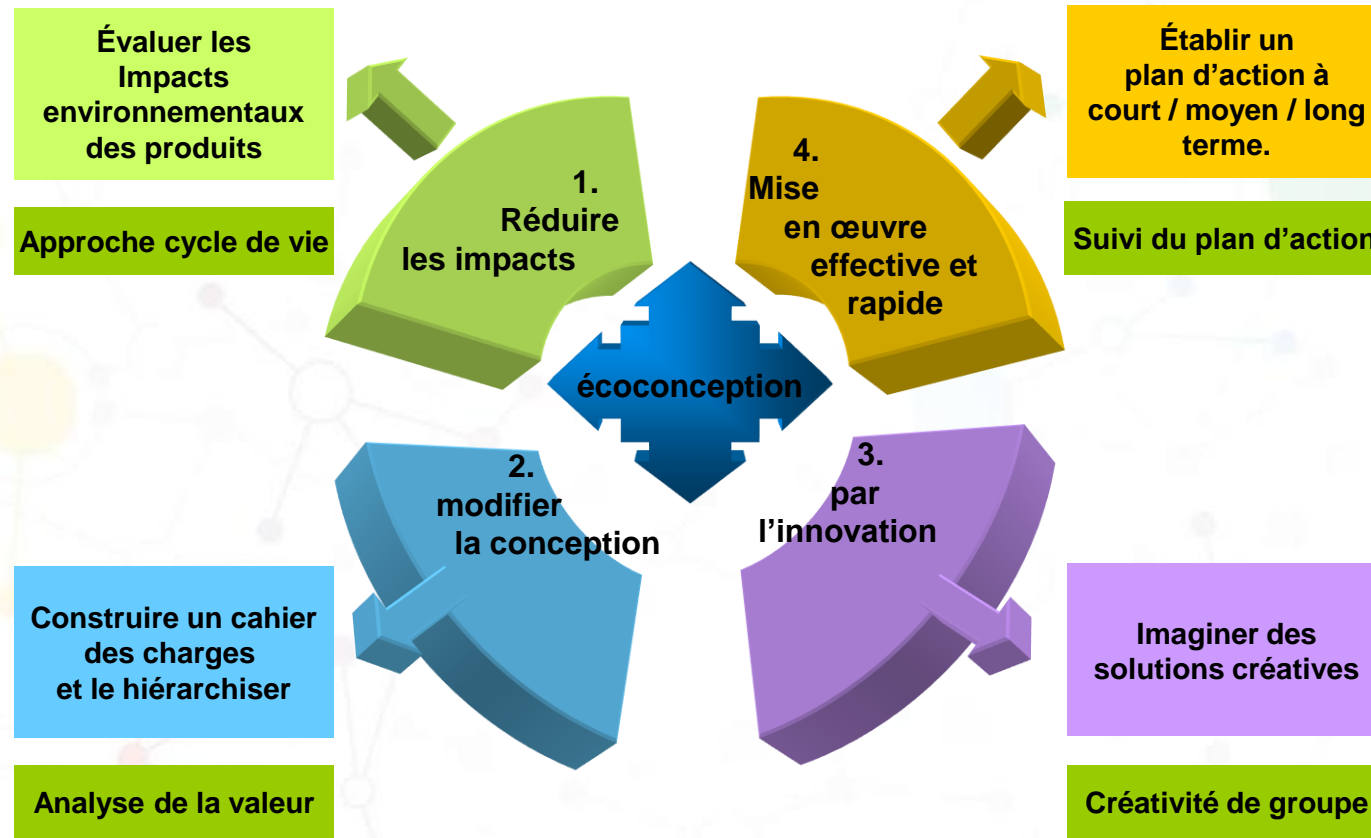 Évaluer les
Impacts
environnementaux
des produits
Approche cycle de vie
1.
Réduire
les impacts
4.
Mise
en œuvre
effective et
rapide
Établir un
plan d'action à
court / moyen / long
terme.
Suivi du plan d'action
écoconception
2.
modifier
la conception
3.
par
l'innovation
Construire un cahier
des charges
et le hiérarchiser
Analyse de la valeur
Imaginer des
solutions créatives
Créativité de groupe